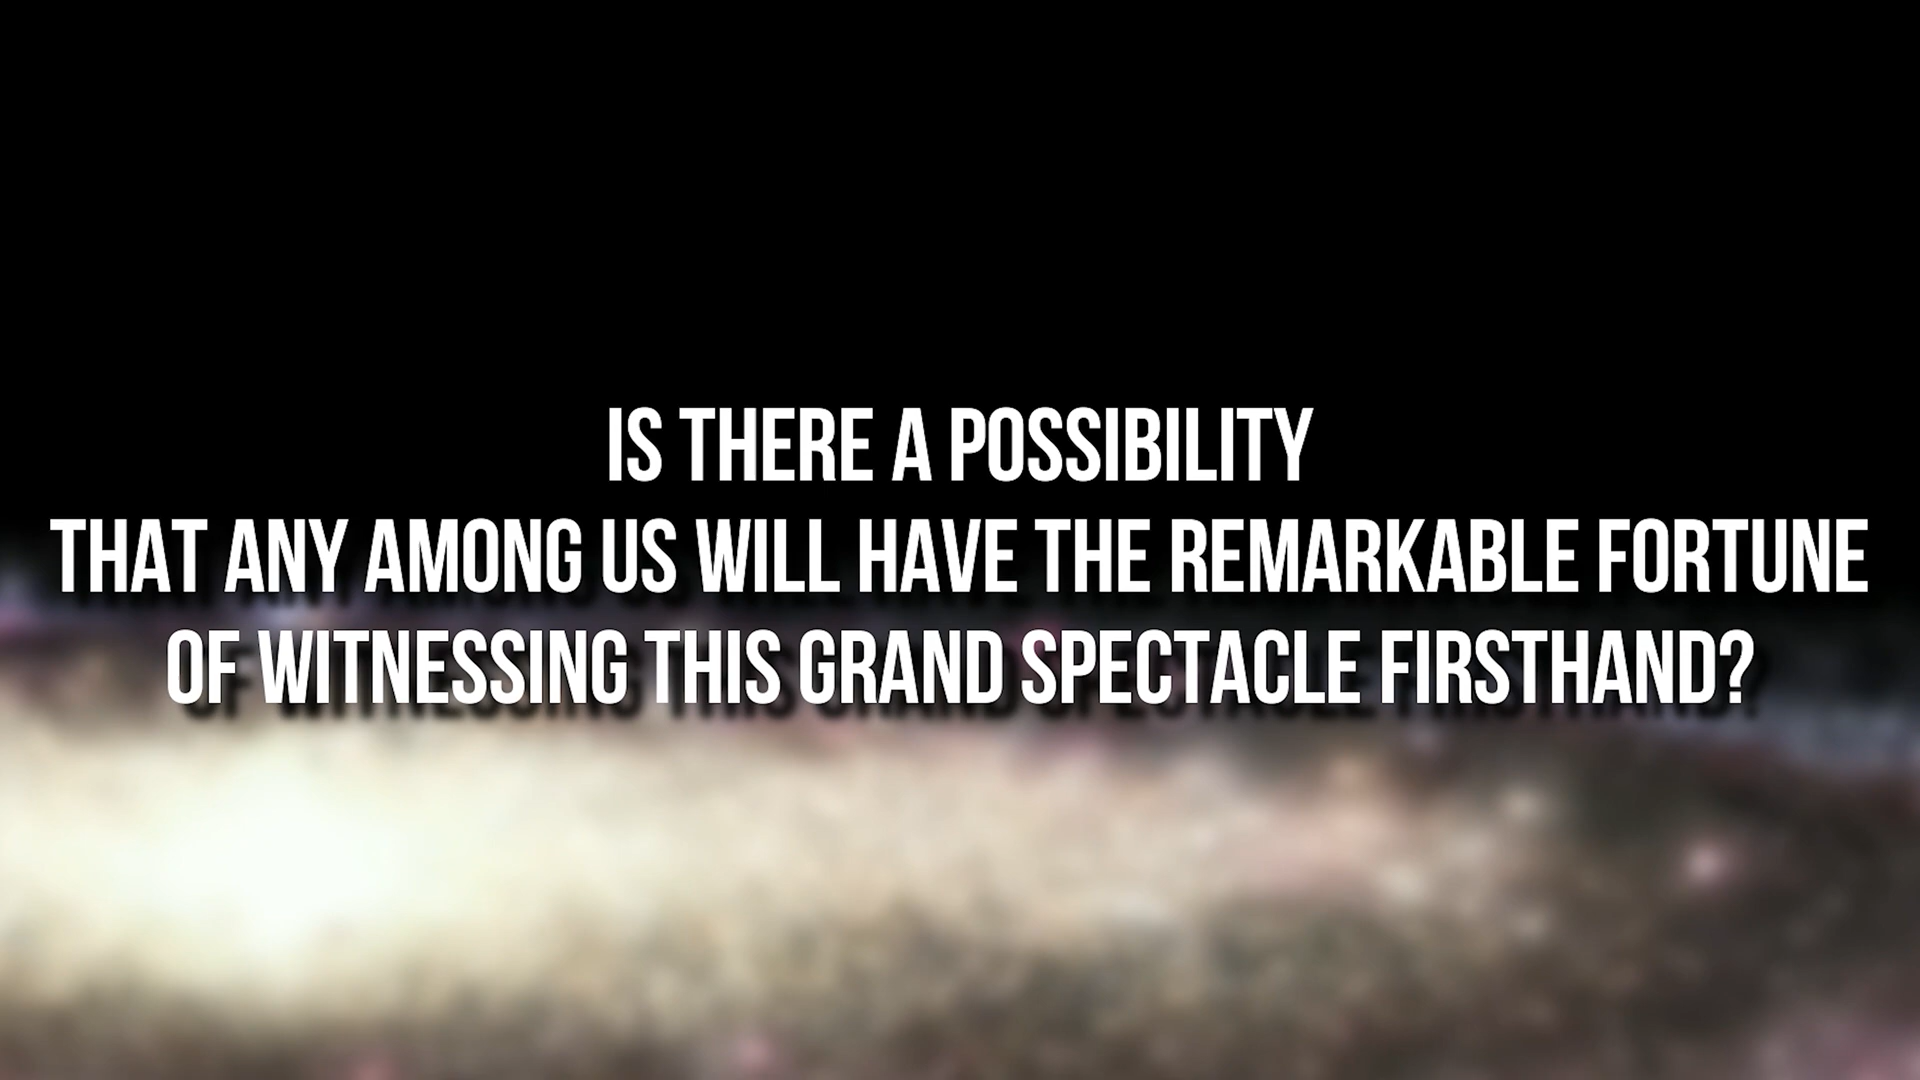 IS THERE A POSSIBILITY
THAT ANY AMONG US WILL HAVE THE REMARKABLE FORTUNE
OF WITNESSING THIS GRAND SPECTACLE FIRSTHAND?